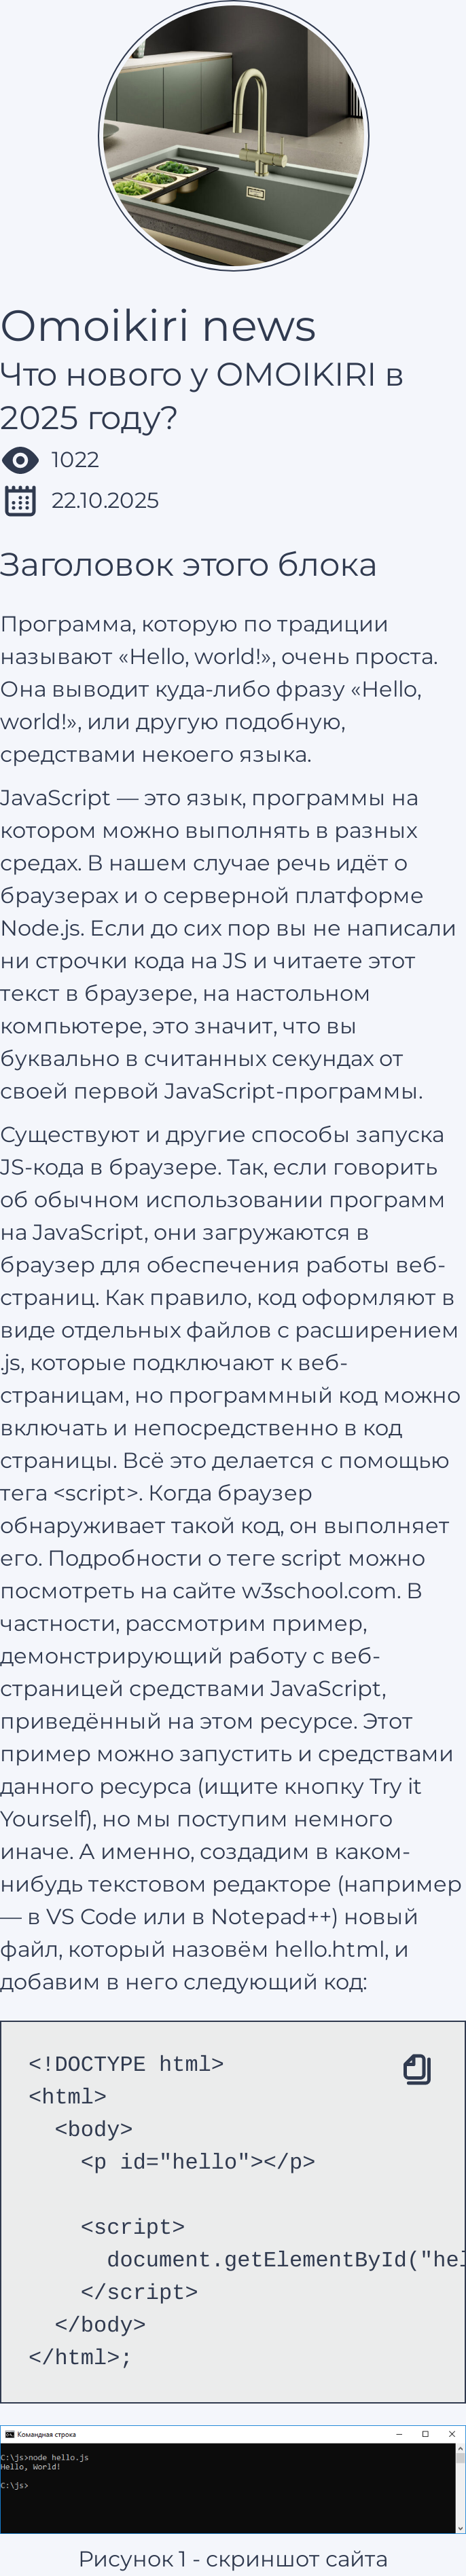 Omoikiri news
Что нового у OMOIKIRI в
2025 году?
1022
22.10.2025
Заголовок этого блока
Программа, которую по традиции
называют «Hello, world!», очень проста.
Она выводит куда-либо фразу «Hello,
world!», или другую подобную,
средствами некоего языка.
JavaScript — это язык, программы на
котором можно выполнять в разных
средах. В нашем случае речь идёт о
браузерах и о серверной платформе
Node.js. Если до сих пор вы не написали
ни строчки кода на JS и читаете этот
текст в браузере, на настольном
компьютере, это значит, что вы
буквально в считанных секундах от
своей первой JavaScript-программы.
Существуют и другие способы запуска
JS-кода в браузере. Так, если говорить
об обычном использовании программ
на JavaScript, они загружаются в
браузер для обеспечения работы веб-
страниц. Как правило, код оформляют в
виде отдельных файлов с расширением
.js, которые подключают к веб-
страницам, но программный код можно
включать и непосредственно в код
страницы. Всё это делается с помощью
тега <script>. Когда браузер
обнаруживает такой код, он выполняет
его. Подробности о теге script можно
посмотреть на сайте w3school.com. В
частности, рассмотрим пример,
демонстрирующий работу с веб-
страницей средствами JavaScript,
приведённый на этом ресурсе. Этот
пример можно запустить и средствами
данного ресурса (ищите кнопку Try it
Yourself), но мы поступим немного
иначе. А именно, создадим в каком-
нибудь текстовом редакторе (например
— в VS Code или в Notepad++) новый
файл, который назовём hello.html, и
добавим в него следующий код:
<!DOCTYPE html>
<html>
<body>
<p id="hello"></p>
<script>
document.getElementById("hel
</script>
</body>
</html>;
Командная строка
C:\js>node hello.js
Hello, World!
C:\js>
Рисунок 1 - скриншот сайта